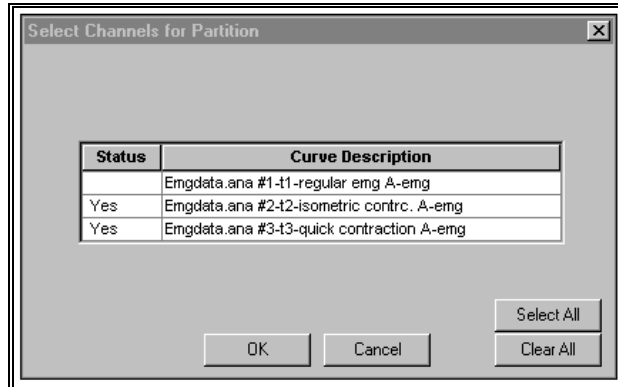 Select Channels for Partition
Status Curve Description
Emgdata.ana #1-t1-regular emg A-emg
Yes Emgdata.ana #2-t2-isometric contrc. A-emg
Yes Emgdata.ana #3-t3-quick contraction A-emg
Select All
OK Cancel Clear All